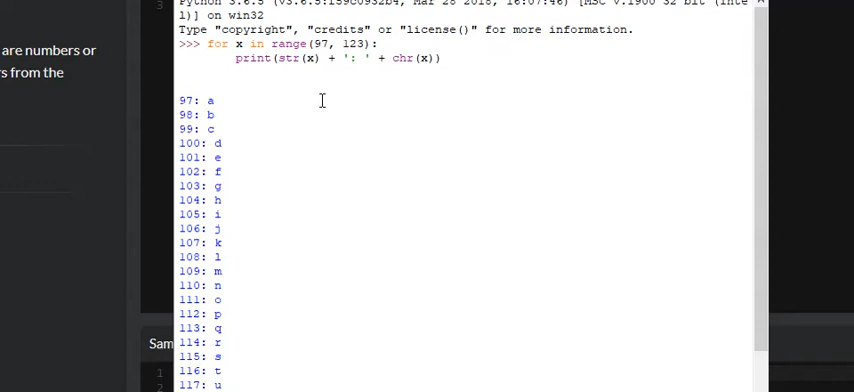 3
Python 3.6.5 (v3.6.5:f59c0932b4, Mar 28 2018, 16:07:46) [MSC v.1900 32 bit (Inte
l)] on win32
Type "copyright", "credits" or "license()" for more information.
>>> for x in range(97, 123):
print(str(x) + ': ' + chr(x))
97: a
98: b
99: c
100: d
101: e
102: f
103: g
104: h
105: i
106: j
107: k
108: l
109: m
110: n
111: o
112: p
113: q
114: r
115: s
116: t
117: u
are numbers or
rs from the
Sam
1
2